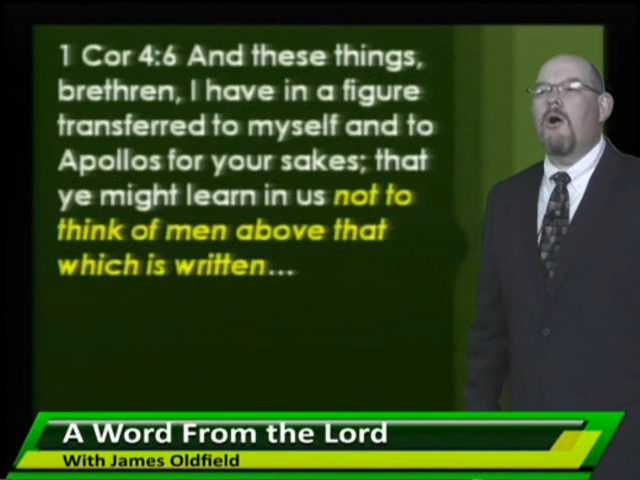 1 Cor 4:6 And these things,
brethren, I have in a figure
transferred to myself and to
Apollos for your sakes; that
ye might learn in us not to
think of men above that
which is written...
A Word From the Lord
With James Oldfield